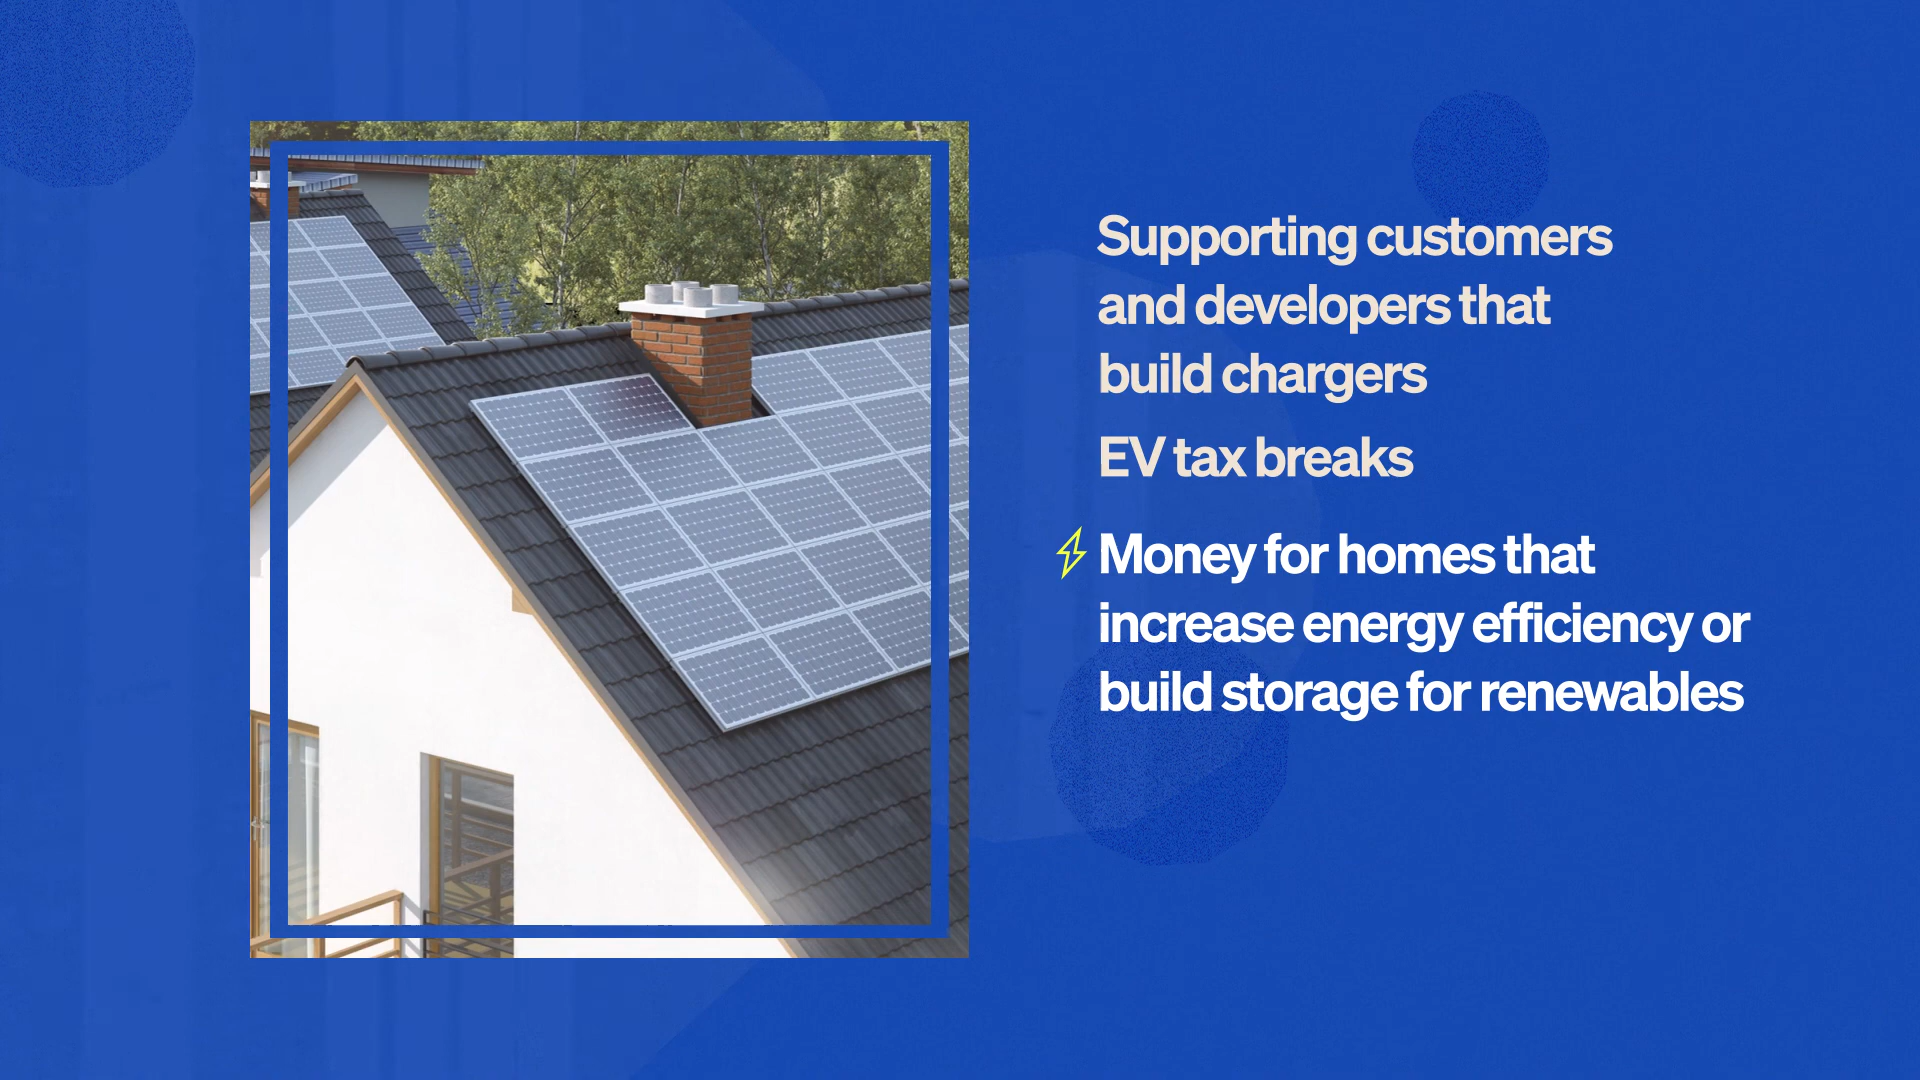 Supporting customers
and developers that
build chargers
EV tax breaks
Money for homes that
increase energy efficiency or
build storage for renewables